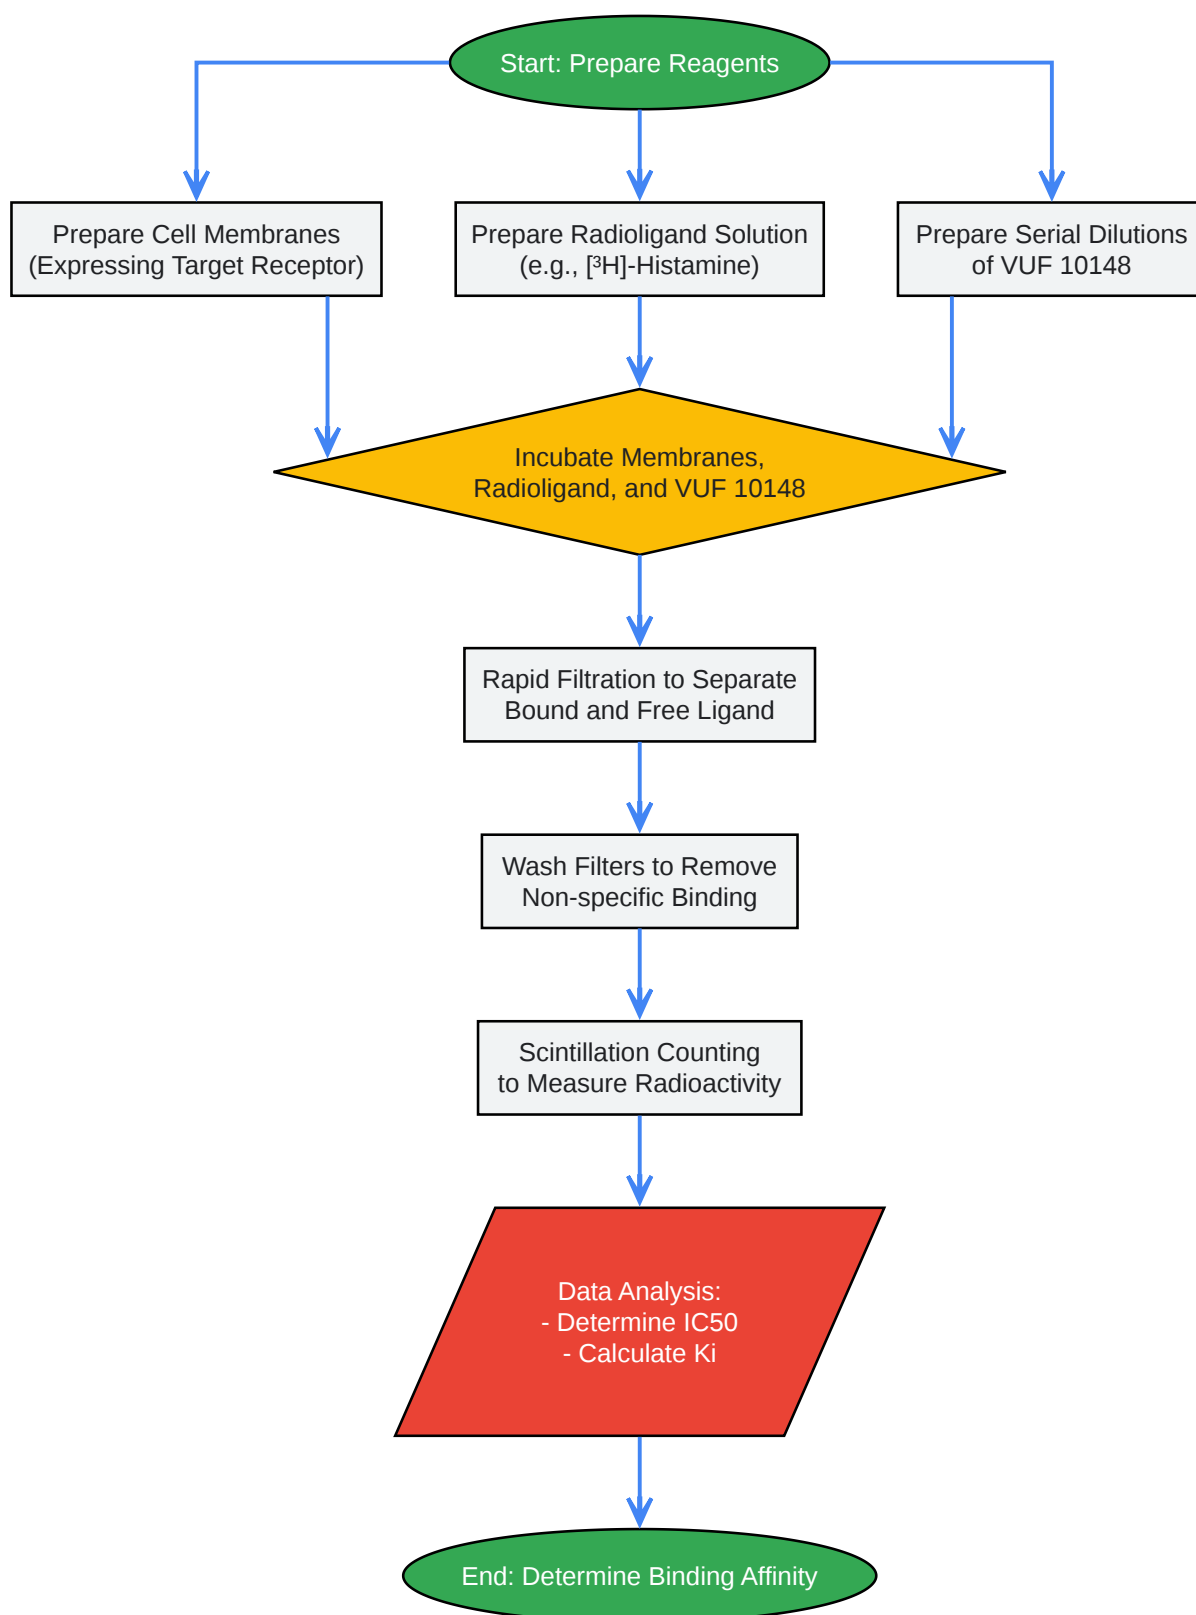 Start: Prepare Reagents
Prepare Cell Membranes
(Expressing Target Receptor)
Prepare Radioligand Solution
(e.g., [³H]-Histamine)
Prepare Serial Dilutions
of VUF 10148
Incubate Membranes,
Radioligand, and VUF 10148
Rapid Filtration to Separate
Bound and Free Ligand
Wash Filters to Remove
Non-specific Binding
Scintillation Counting
to Measure Radioactivity
Data Analysis:
- Determine IC50
- Calculate Ki
End: Determine Binding Affinity